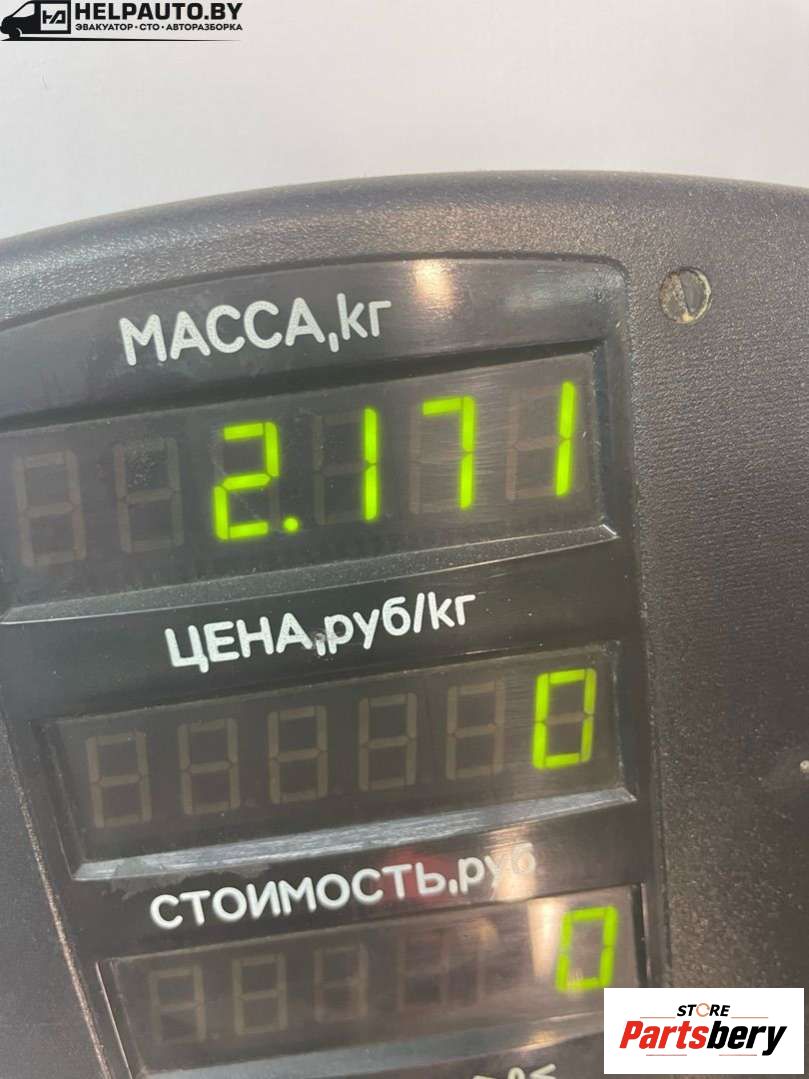 HELPAUTO.BY
ЭВАКУАТОР • СТО • АВТОРАЗБОРКА
МАССА,кг
2.171
ЦЕНА,руб/кг
0
СТОИМОСТЬ,руб
0
STORE
Partsbery